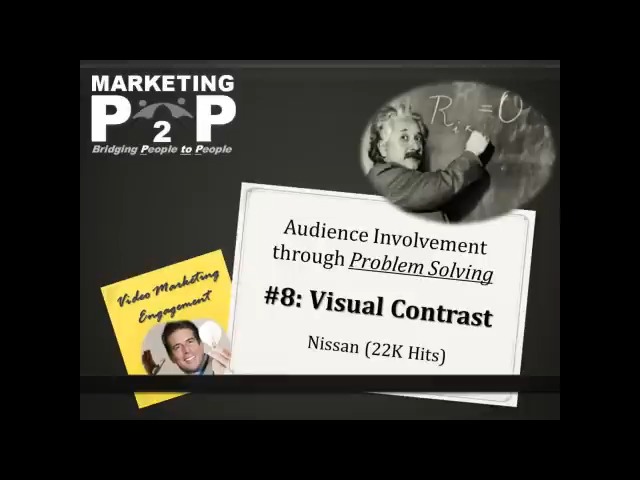 MARKETING
P2P
Bridging People to People
R =0
Audience Involvement
through Problem Solving
#8: Visual Contrast
Nissan (22K Hits)
Video Marketing
Engagement